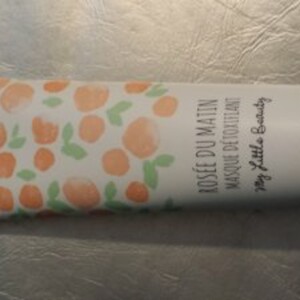 ROSÉE DU MATIN
MASQUE DÉTOXIFIANT
My Little Beauty